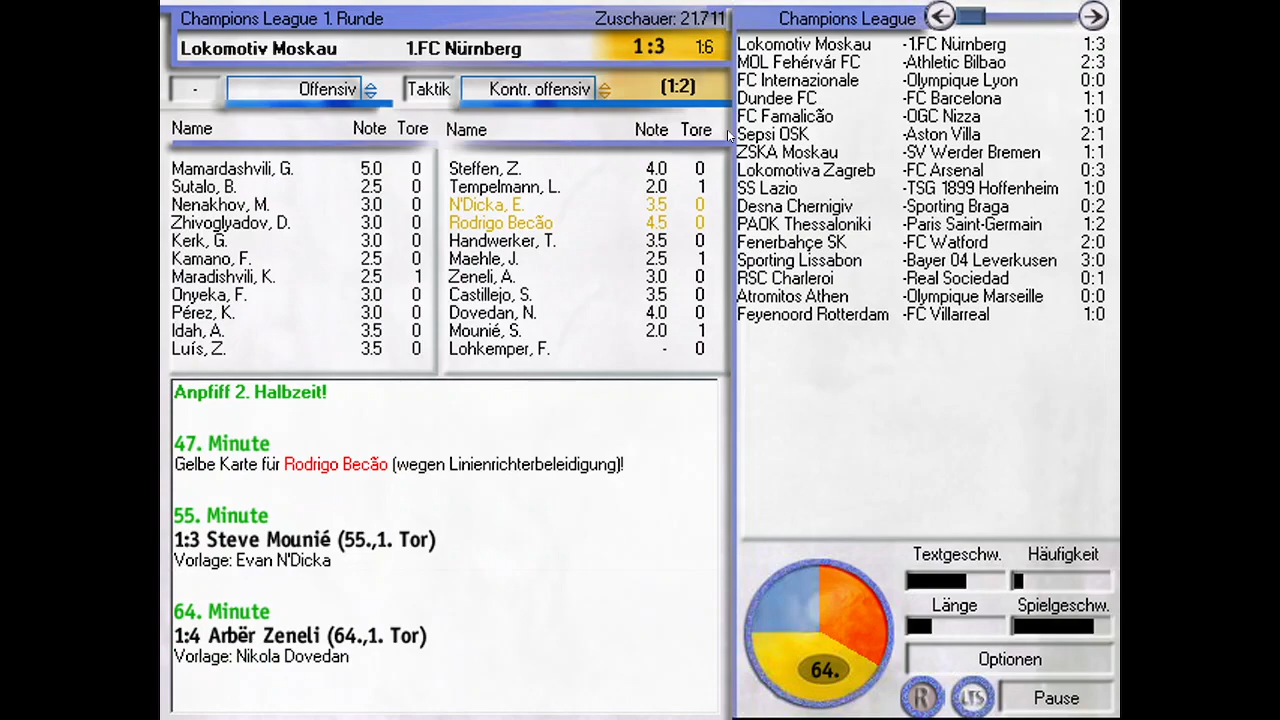 Champions League 1. Runde Zuschauer: 21.711
Lokomotiv Moskau 1.FC Nürnberg 1:3 1:6
- Offensiv Taktik Kontr. offensiv (1:2)
Name Note Tore Name Note Tore
Mamardashvili, G. 5.0 0 Steffen, Z. 4.0 0
Sutalo, B. 2.5 0 Tempelmann, L. 2.0 1
Nenakhov, M. 3.0 0 N'Dicka, E. 3.5 0
Zhivoglyadov, D. 3.0 0 Rodrigo Becão 4.5 0
Kerk, G. 3.0 0 Handwerker, T. 3.5 0
Kamano, F. 2.5 0 Maehle, J. 2.5 1
Maradishvili, K. 2.5 1 Zeneli, A. 3.0 0
Onyeka, F. 3.0 0 Castillejo, S. 3.5 0
Pérez, K. 3.0 0 Dovedan, N. 4.0 0
Idah, A. 3.5 0 Mounié, S. 2.0 1
Luís, Z. 3.5 0 Lohkemper, F. - 0
Anpfiff 2. Halbzeit!
47. Minute
Gelbe Karte für Rodrigo Becão (wegen Linienrichterbeleidigung)!
55. Minute
1:3 Steve Mounié (55.,1. Tor)
Vorlage: Evan N'Dicka
64. Minute
1:4 Arbër Zeneli (64.,1. Tor)
Vorlage: Nikola Dovedan
Champions League
Lokomotiv Moskau -1.FC Nürnberg 1:3
MOL Fehérvár FC -Athletic Bilbao 2:3
FC Internazionale -Olympique Lyon 0:0
Dundee FC -FC Barcelona 1:1
FC Famalicão -OGC Nizza 1:0
Sepsi OSK -Aston Villa 2:1
ZSKA Moskau -SV Werder Bremen 1:1
Lokomotiva Zagreb -FC Arsenal 0:3
SS Lazio -TSG 1899 Hoffenheim 1:0
Desna Chernigiv -Sporting Braga 0:2
PAOK Thessaloniki -Paris Saint-Germain 1:2
Fenerbahçe SK -FC Watford 2:0
Sporting Lissabon -Bayer 04 Leverkusen 3:0
RSC Charleroi -Real Sociedad 0:1
Atromitos Athen -Olympique Marseille 0:0
Feyenoord Rotterdam -FC Villarreal 1:0
Textgeschw. Häufigkeit
Länge Spielgeschw.
64.
Optionen
R LTS Pause